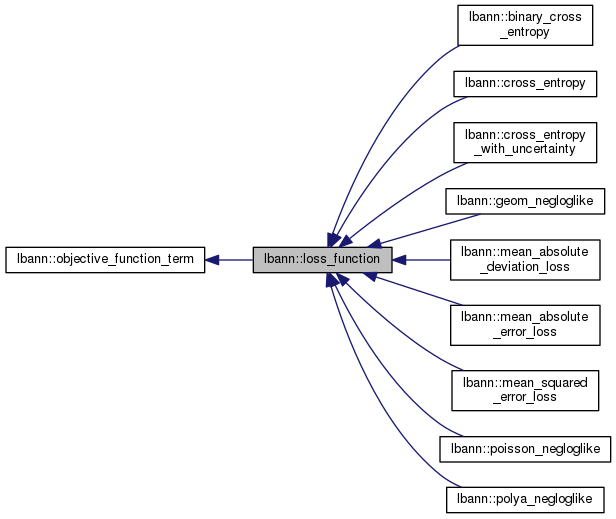 lbann::binary_cross
_entropy
lbann::cross_entropy
lbann::cross_entropy
_with_uncertainty
lbann::geom_negloglike
lbann::objective_function_term
lbann::loss_function
lbann::mean_absolute
_deviation_loss
lbann::mean_absolute
_error_loss
lbann::mean_squared
_error_loss
lbann::poisson_negloglike
lbann::polya_negloglike